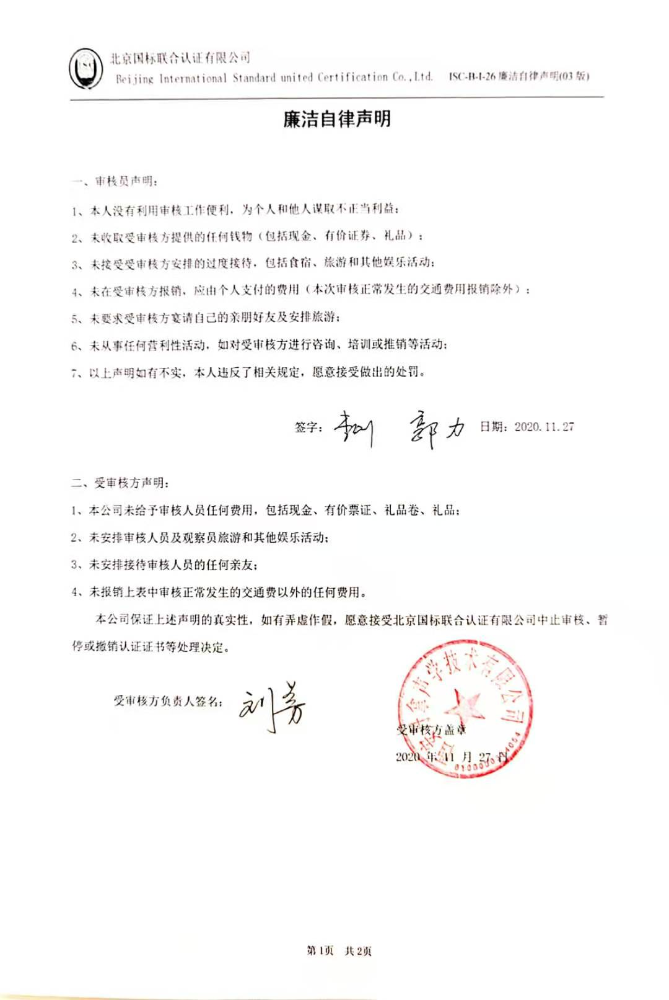 北京国标联合认证有限公司
Beijing International Standard united Certification Co.,Ltd. ISC-B-I-26 廉洁自律声明(03 版)
廉洁自律声明
一、审核员声明：
1、本人没有利用审核工作便利，为个人和他人谋取不正当利益；
2、未收取受审核方提供的任何钱物（包括现金、有价证券、礼品）；
3、未接受受审核方安排的过度接待，包括食宿、旅游和其他娱乐活动；
4、未在受审核方报销，应由个人支付的费用（本次审核正常发生的交通费用报销除外）；
5、未要求受审核方宴请自己的亲朋好友及安排旅游；
6、未从事任何营利性活动，如对受审核方进行咨询、培训或推销等活动；
7、以上声明如有不实，本人违反了相关规定，愿意接受做出的处罚。
签字： 郭力 日期：2020.11.27
二、受审核方声明：
1、本公司未给予审核人员任何费用，包括现金、有价票证、礼品卷、礼品；
2、未安排审核人员及观察员旅游和其他娱乐活动；
3、未安排接待审核人员的任何亲友；
4、未报销上表中审核正常发生的交通费以外的任何费用。
本公司保证上述声明的真实性，如有弄虚作假，愿意接受北京国标联合认证有限公司中止审核、暂
停或撤销认证证书等处理决定。
受审核方负责人签名： 刘芳
声学技术有限公司
受审核方盖章
2020 年 11 月 27 日
第 1页 共 2页